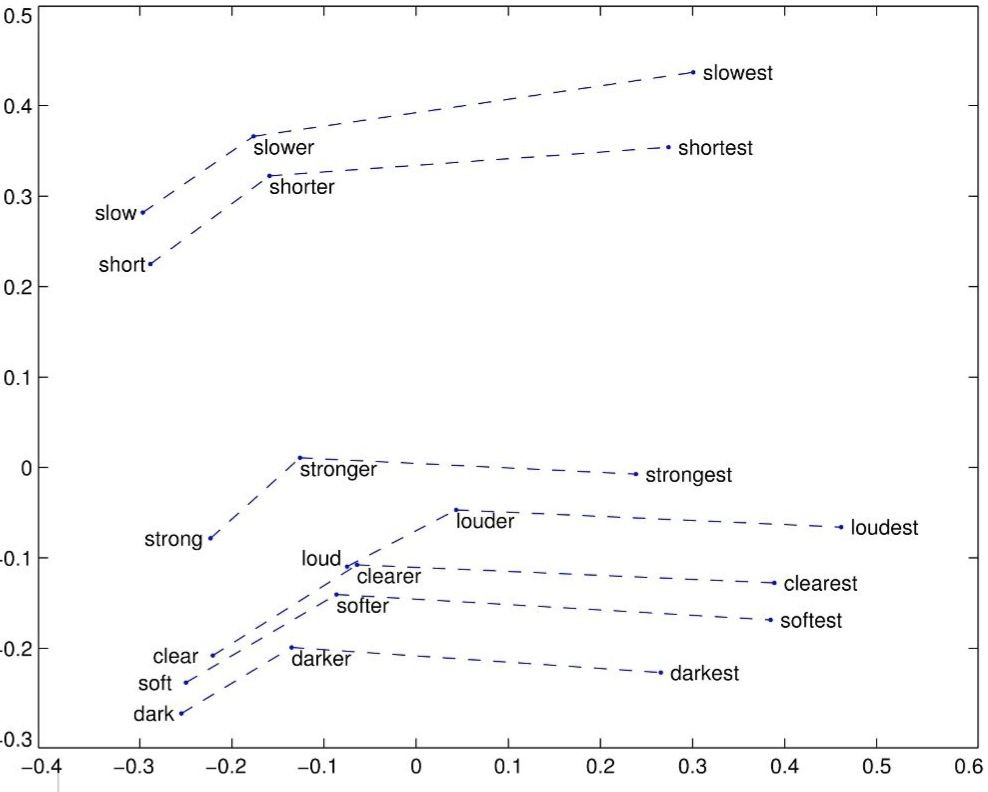 0.5
slowest
0.4
slower
shortest
shorter
0.3
slow
short
0.2
0.1
0
stronger
strongest
louder
strong
loudest
loud
-0.1
clearer
clearest
softer
softest
clear
-0.2
darker
soft
darkest
dark
-0.3
−0.4 −0.3 −0.2 −0.1 0 0.1 0.2 0.3 0.4 0.5 0.6